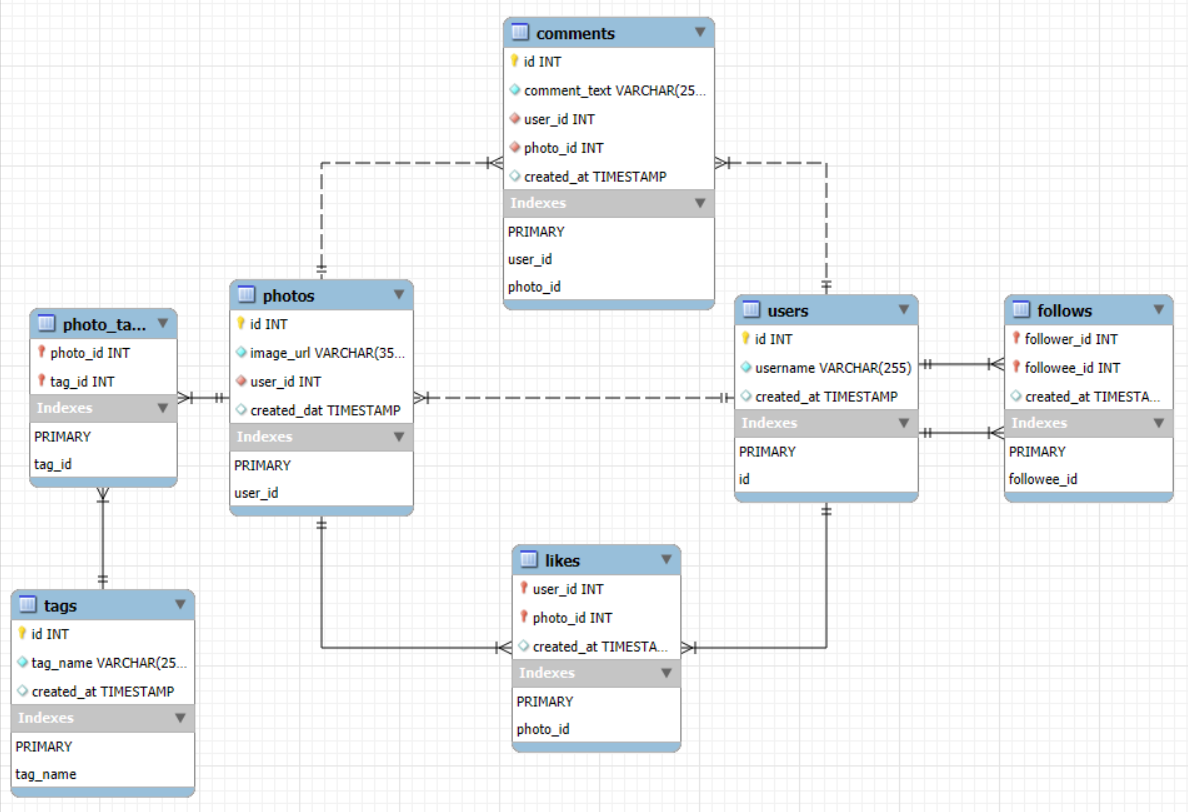 comments
id INT
comment_text VARCHAR(25...
user_id INT
photo_id INT
created_at TIMESTAMP
Indexes
PRIMARY
user_id
photo_id
photo_ta...
photo_id INT
tag_id INT
Indexes
PRIMARY
tag_id
photos
id INT
image_url VARCHAR(35...
user_id INT
created_dat TIMESTAMP
Indexes
PRIMARY
user_id
users
id INT
username VARCHAR(255)
created_at TIMESTAMP
Indexes
PRIMARY
id
follows
follower_id INT
followee_id INT
created_at TIMESTA...
Indexes
PRIMARY
followee_id
likes
user_id INT
photo_id INT
created_at TIMESTA...
Indexes
PRIMARY
photo_id
tags
id INT
tag_name VARCHAR(25...
created_at TIMESTAMP
Indexes
PRIMARY
tag_name